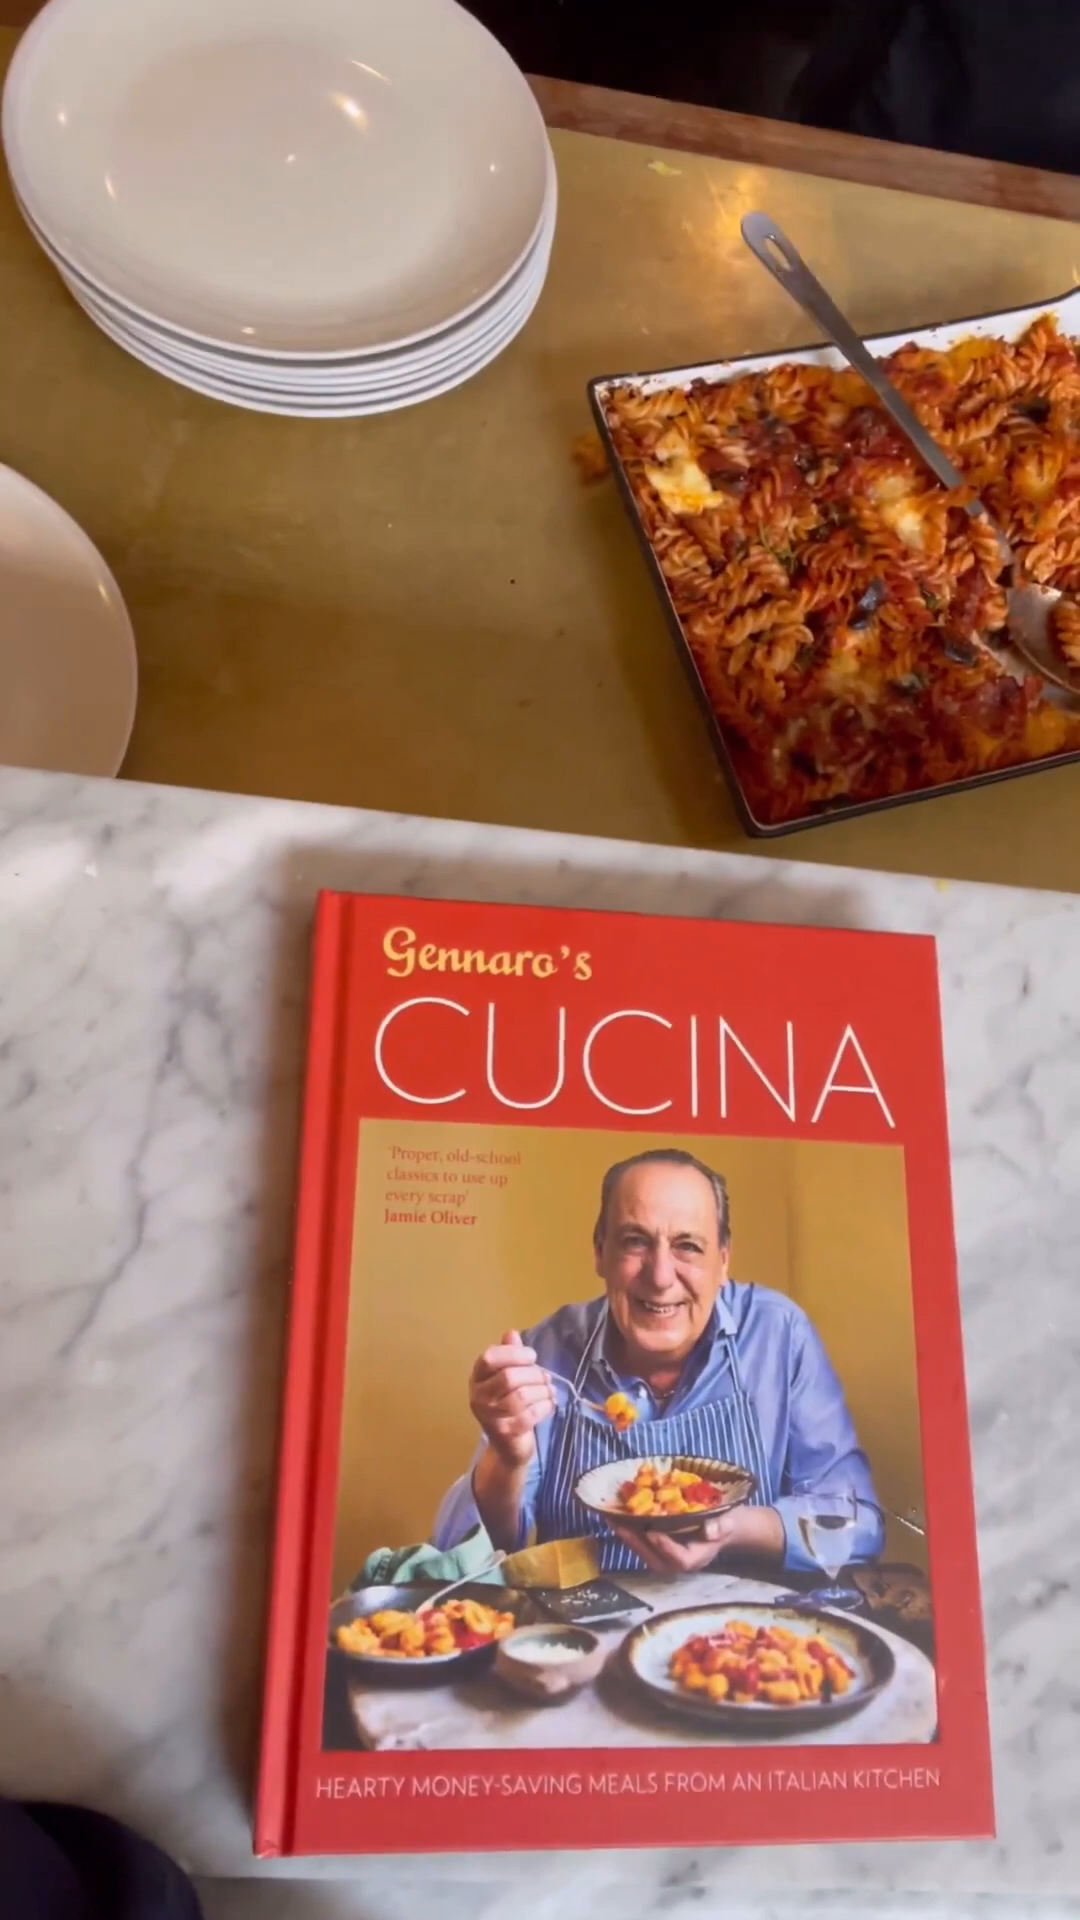 Gennaro's
CUCINA
'Proper, old-school
classics to use up
every scrap'
Jamie Oliver
HEARTY MONEY-SAVING MEALS FROM AN ITALIAN KITCHEN